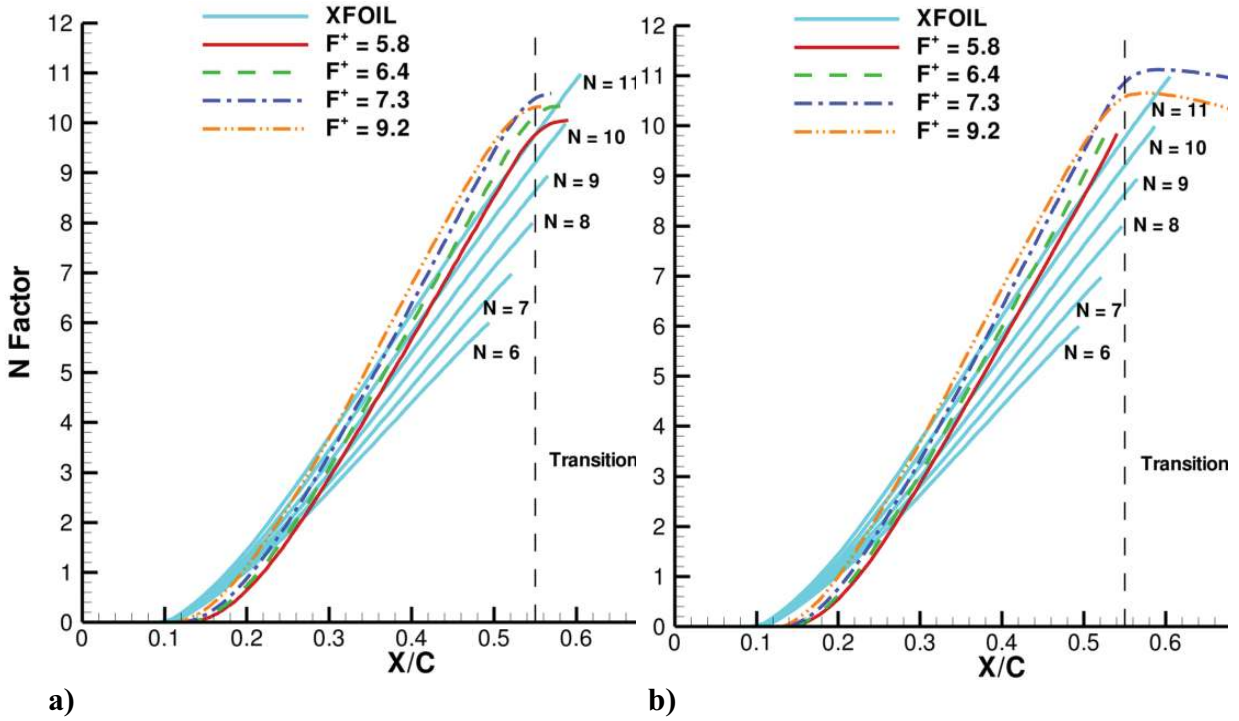 12
11
10
9
8
7
6
5
4
3
2
1
0
N Factor
XFOIL
F+ = 5.8
F+ = 6.4
F+ = 7.3
F+ = 9.2
N = 11
N = 10
N = 9
N = 8
N = 7
N = 6
Transition
0 0.1 0.2 0.3 0.4 0.5 0.6
X/C
a)
12
11
10
9
8
7
6
5
4
3
2
1
0
XFOIL
F+ = 5.8
F+ = 6.4
F+ = 7.3
F+ = 9.2
N = 11
N = 10
N = 9
N = 8
N = 7
N = 6
Transition
0 0.1 0.2 0.3 0.4 0.5 0.6
X/C
b)